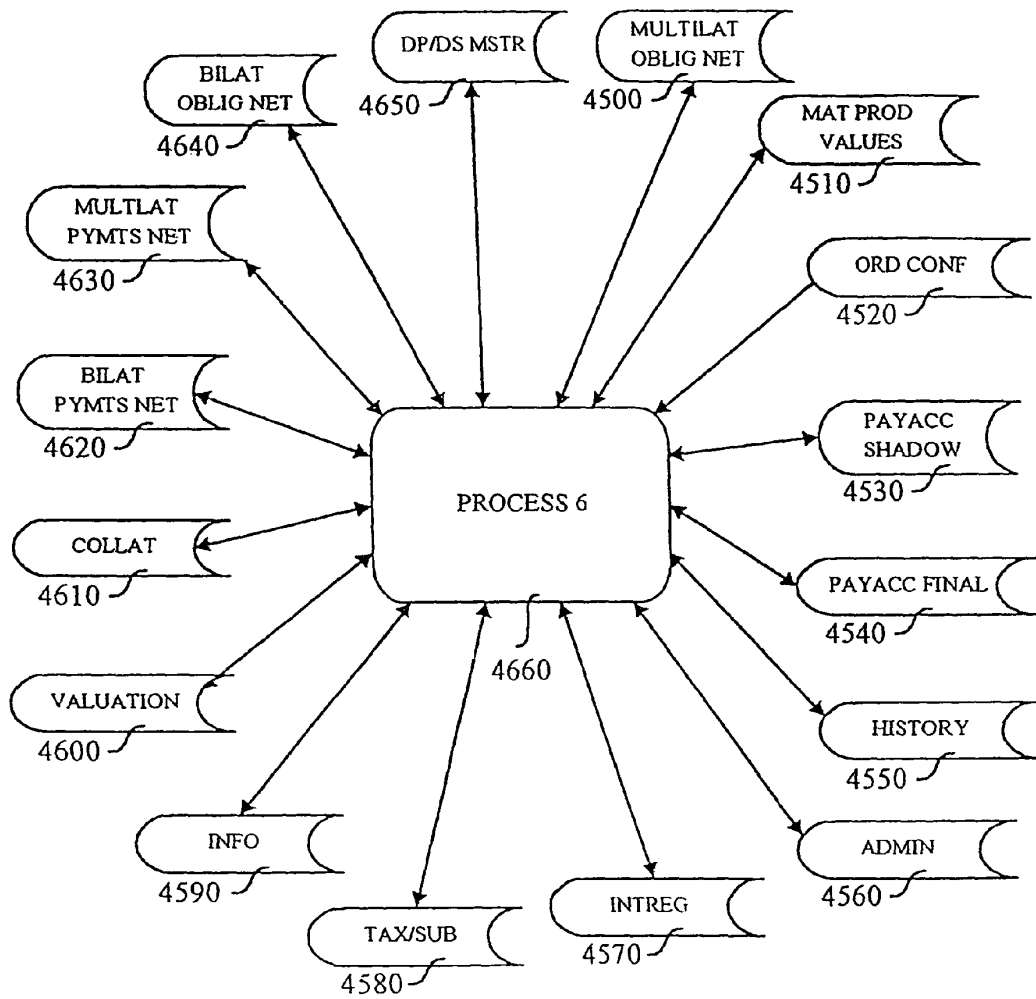 DP/DS MSTR
4650
MULTILAT
OBLIG NET
4500
BILAT
OBLIG NET
4640
MAT PROD
VALUES
4510
MULTLAT
PYMTS NET
4630
ORD CONF
4520
BILAT
PYMTS NET
4620
PAYACC
SHADOW
4530
PROCESS 6
4660
COLLAT
4610
PAYACC FINAL
4540
VALUATION
4600
HISTORY
4550
INFO
4590
ADMIN
4560
TAX/SUB
4580
INTREG
4570